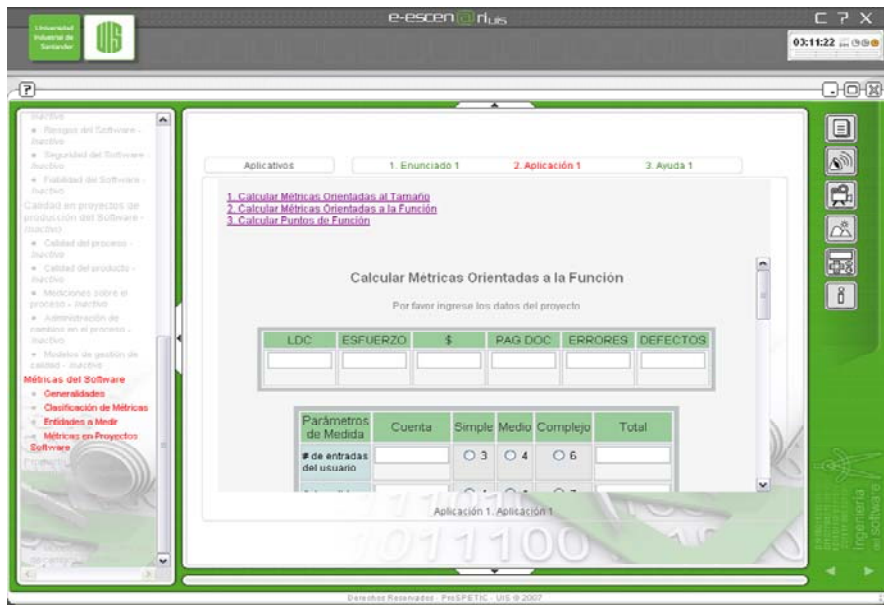 Universidad
Industrial de
Santander
UIS
e-escen@riuis
03:11:22
inactivo
Riesgos del Software -
inactivo
Seguridad del Software -
inactivo
Fiabilidad del Software -
inactivo
Calidad en proyectos de
producción del Software -
inactivo
Calidad del proceso -
inactivo
Calidad del producto -
inactivo
Mediciones sobre el
proceso - inactivo
Administración de
cambios en el proceso -
inactivo
Modelos de gestión de
calidad - inactivo
Métricas del Software
Generalidades
Clasificación de Métricas
Entidades a Medir
Métricas en Proyectos
Software
Aplicativos
1. Enunciado 1
2. Aplicación 1
3. Ayuda 1
1. Calcular Métricas Orientadas al Tamaño
2. Calcular Métricas Orientadas a la Función
3. Calcular Puntos de Función
Calcular Métricas Orientadas a la Función
Por favor ingrese los datos del proyecto
LDC ESFUERZO $ PAG DOC ERRORES DEFECTOS
Parámetros
de Medida Cuenta Simple Medio Complejo Total
# de entradas
del usuario 3 4 6
Aplicación 1. Aplicación 1
Ingeniería
del software
Derechos Reservados - ProSPETIC - UIS © 2007